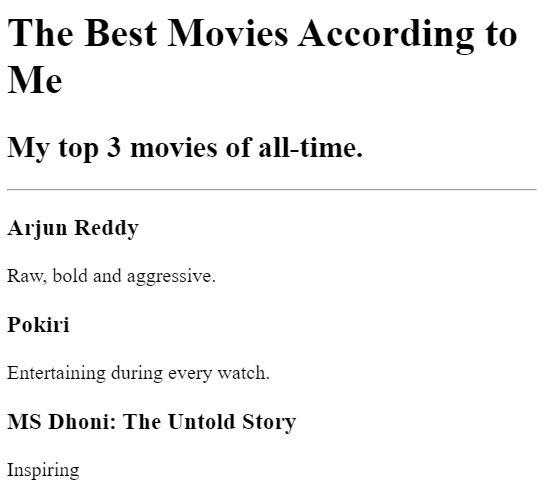 The Best Movies According to
Me
My top 3 movies of all-time.
Arjun Reddy
Raw, bold and aggressive.
Pokiri
Entertaining during every watch.
MS Dhoni: The Untold Story
Inspiring